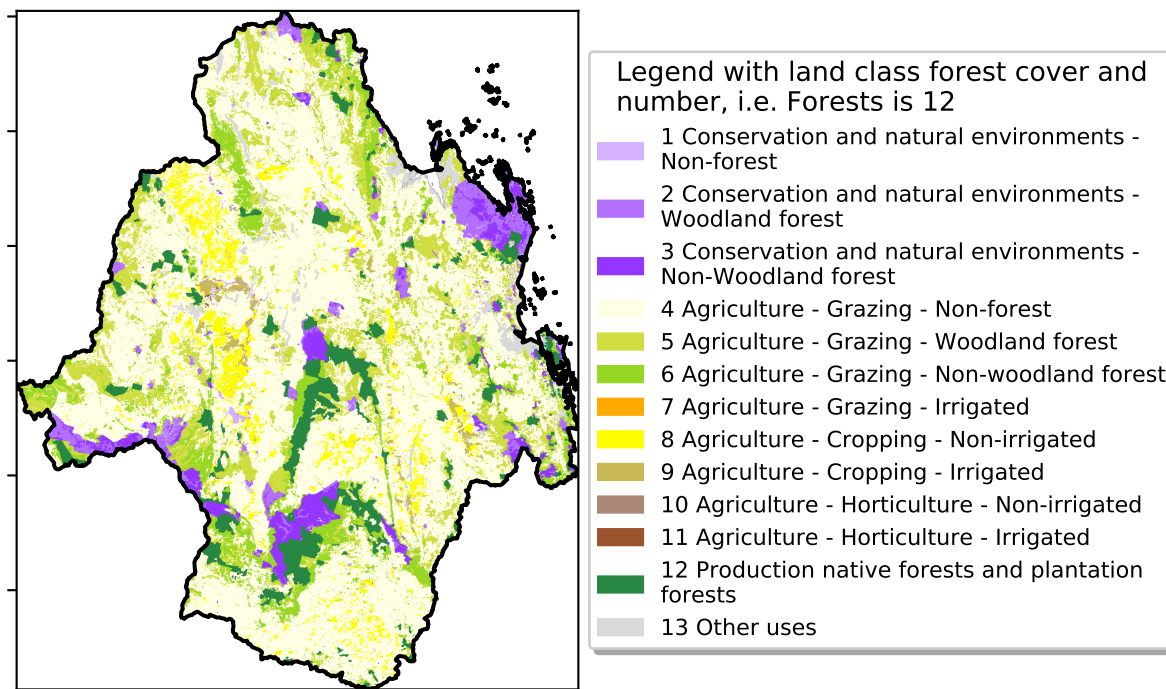 Legend with land class forest cover and
number, i.e. Forests is 12
1 Conservation and natural environments -
Non-forest
2 Conservation and natural environments -
Woodland forest
3 Conservation and natural environments -
Non-Woodland forest
4 Agriculture - Grazing - Non-forest
5 Agriculture - Grazing - Woodland forest
6 Agriculture - Grazing - Non-woodland forest
7 Agriculture - Grazing - Irrigated
8 Agriculture - Cropping - Non-irrigated
9 Agriculture - Cropping - Irrigated
10 Agriculture - Horticulture - Non-irrigated
11 Agriculture - Horticulture - Irrigated
12 Production native forests and plantation
forests
13 Other uses